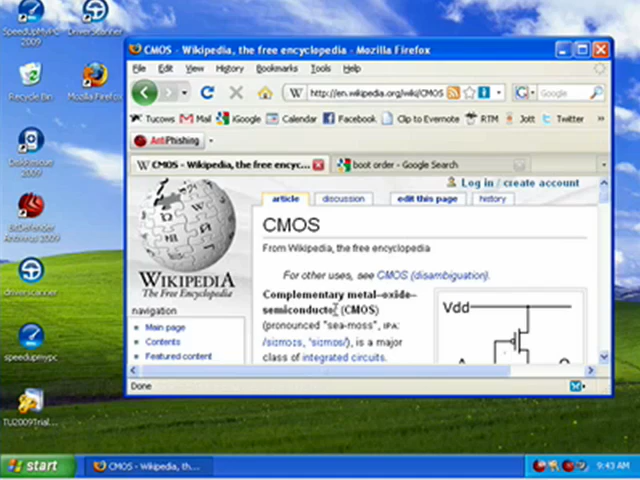 SpeedUpMyPC
2009
DriverScanner
Recycle Bin
Mozilla Firefox
DiskRescue
2009
BitDefender
Antivirus 2009
driverscanner
speedupmypc
TU2009Trial...
CMOS - Wikipedia, the free encyclopedia - Mozilla Firefox
File Edit View History Bookmarks Tools Help
http://en.wikipedia.org/wiki/CMOS
Google
Tucows Mail iGoogle Calendar Facebook Clip to Evernote RTM Jott Twitter
AntiPhishing
CMOS - Wikipedia, the free encyc...
boot order - Google Search
Log in / create account
article discussion edit this page history
WIKIPEDIA
The Free Encyclopedia
navigation
Main page
Contents
Featured content
CMOS
From Wikipedia, the free encyclopedia
For other uses, see CMOS (disambiguation).
Complementary metal–oxide–
semiconductor (CMOS)
(pronounced "sea-moss", IPA:
/siːmɒs, ˈsiːmɒs/), is a major
class of integrated circuits.
Vdd
A
Done
start
CMOS - Wikipedia, th...
9:43 AM